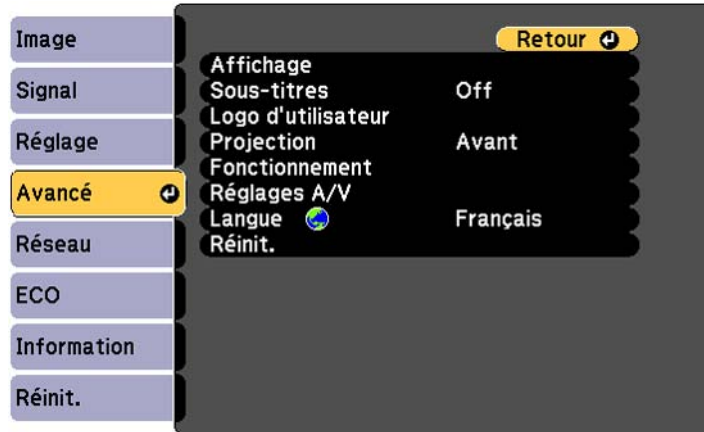 Image
Signal
Réglage
Avancé
Réseau
ECO
Information
Réinit.
Retour
Affichage
Sous-titres Off
Logo d'utilisateur
Projection Avant
Fonctionnement
Réglages A/V
Langue Français
Réinit.